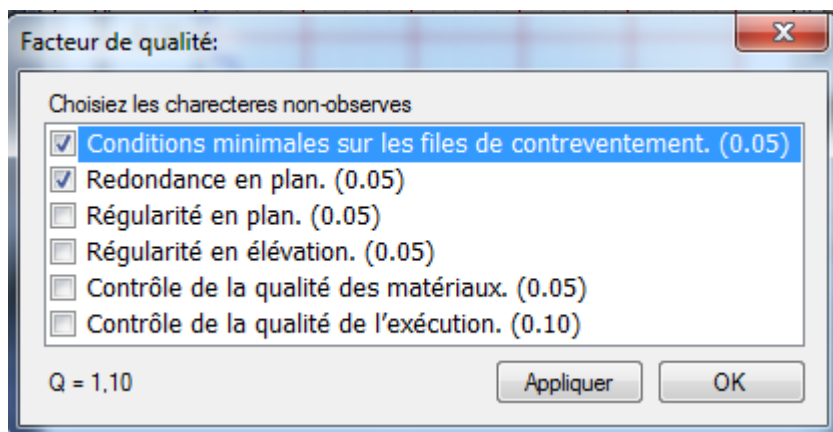 Facteur de qualité:
Choisiez les charecteres non-observes
Conditions minimales sur les files de contreventement. (0.05)
Redondance en plan. (0.05)
Régularité en plan. (0.05)
Régularité en élévation. (0.05)
Contrôle de la qualité des matériaux. (0.05)
Contrôle de la qualité de l'exécution. (0.10)
Q = 1,10 Appliquer OK